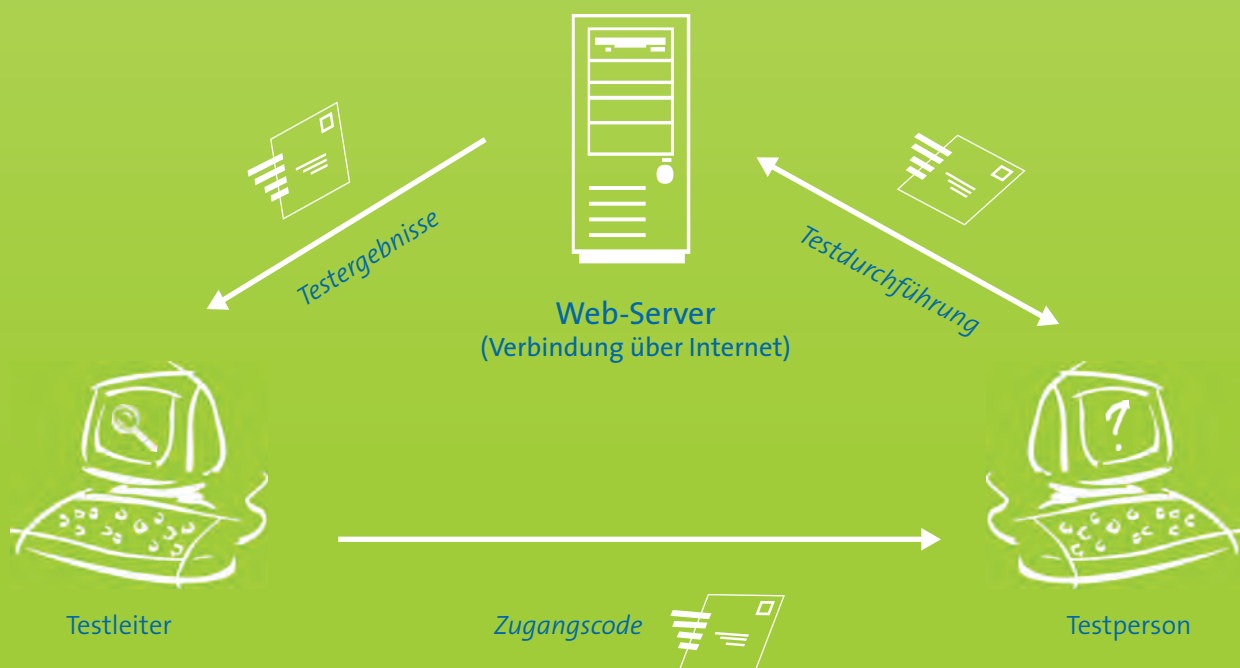 Testergebnisse
Testdurchführung
Web-Server
(Verbindung über Internet)
?
Testleiter
Zugangscode
Testperson